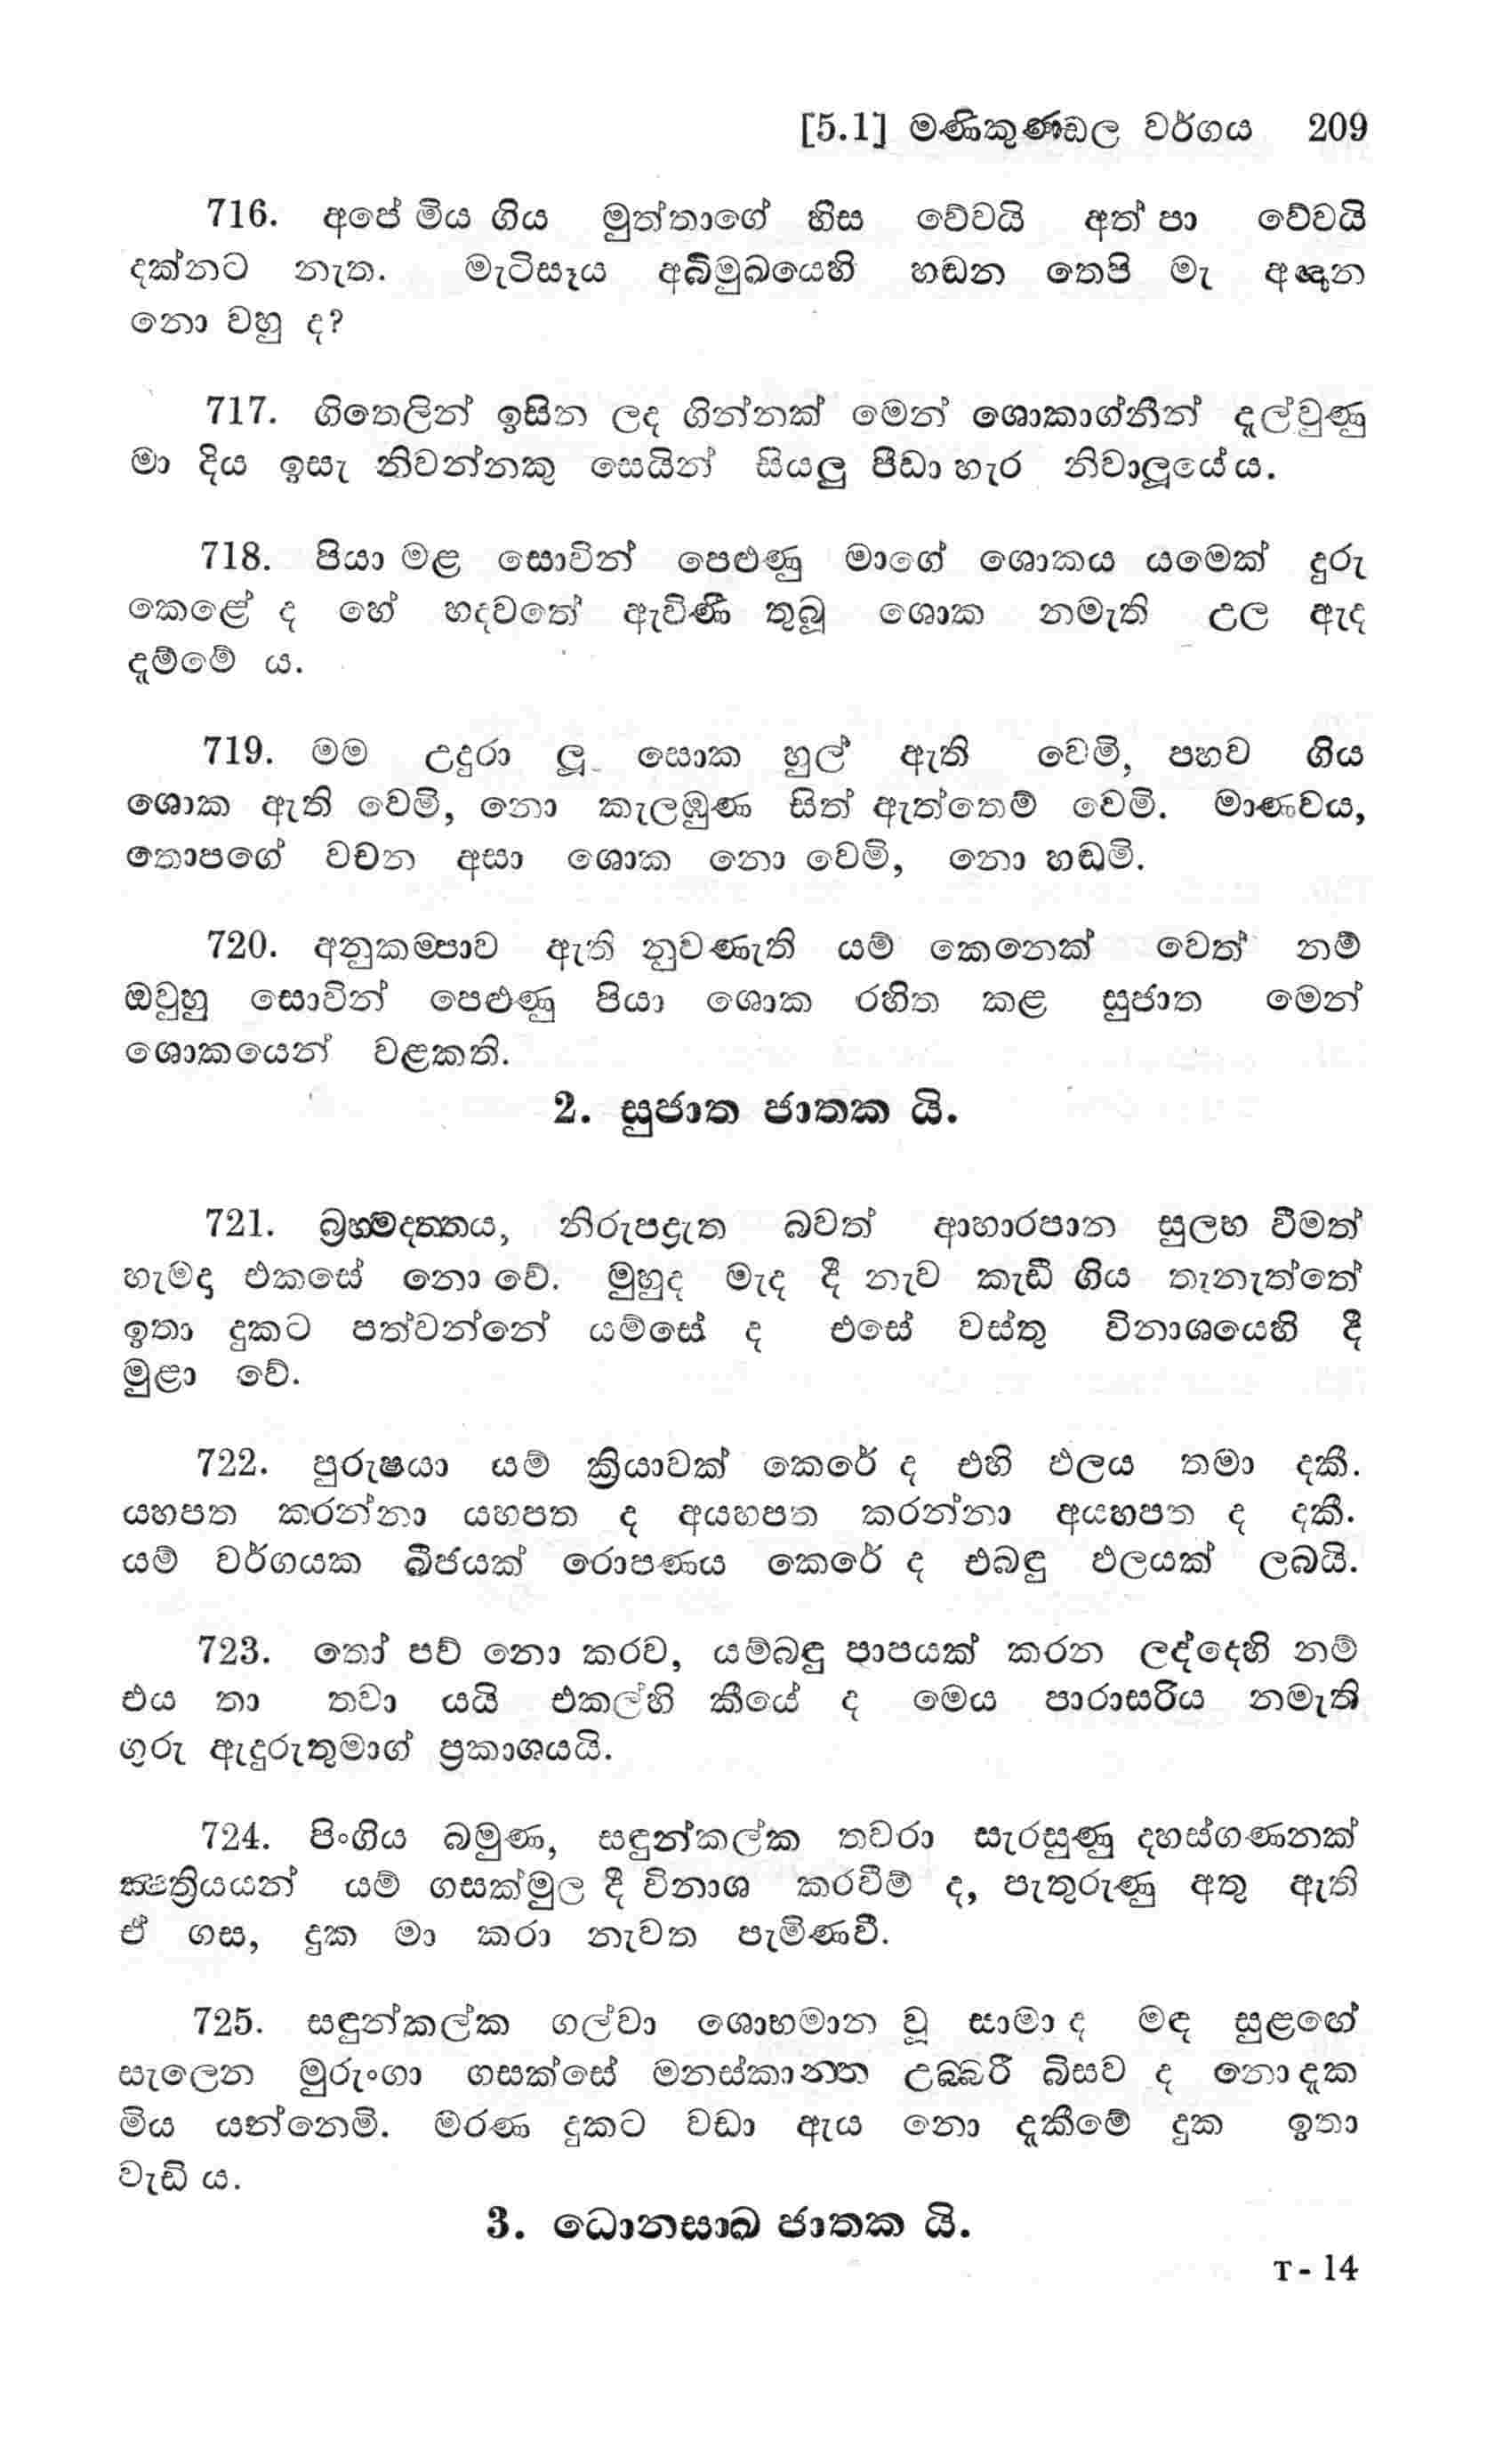 [5.1] මණිකුණ්ඩල වර්ගය 209
716. අපේ මිය ගිය මුත්තාගේ හිස වේවයි අත් පා වේවයි
දක්නට නැත. මැටිසෑය අබිමුඛයෙහි හඬන තෙපි මැ අඥන
නො වහු ද?
717. ගිතෙලින් ඉසින ලද ගින්නක් මෙන් ශොකාග්නීන් දැල්වුණු
මා දිය ඉසැ නිවන්නකු සෙයින් සියලු පීඩා හැර නිවාලූයේ ය.
718. පියා මළ සොවින් පෙළුණු මාගේ ශොකය යමෙක් දුරු
කෙළේ ද හේ හදවතේ ඇවිණී තුබූ ශොක නමැති උල ඇද
දැම්මේ ය.
719. මම උදුරා ලූ සොක හුල් ඇති වෙමි, පහව ගිය
ශොක ඇති වෙමි, නො කැලඹුණ සිත් ඇත්තෙම් වෙමි. මාණවය,
තොපගේ වචන අසා ශොක නො වෙමි, නො හඬමි.
720. අනුකම්පාව ඇති නුවණැති යම් කෙනෙක් වෙත් නම්
ඔවුහු සොවින් පෙළුණු පියා ශොක රහිත කළ සුජාත මෙන්
ශොකයෙන් වළකති.
2. සුජාත ජාතක යි.
721. බ්‍රහ්මදත්තය, නිරුපද්‍රැත බවත් ආහාරපාන සුලභ වීමත්
හැමදා එකසේ නො වේ. මුහුද මැද දී නැව කැඩී ගිය තැනැත්තේ
ඉතා දුකට පත්වන්නේ යම්සේ ද එසේ වස්තු විනාශයෙහි දී
මුළා වේ.
722. පුරුෂයා යම් ක්‍රියාවක් කෙරේ ද එහි ඵලය තමා දකී.
යහපත කරන්නා යහපත ද අයහපත කරන්නා අයහපත ද දකී.
යම් වර්ගයක බීජයක් රොපණය කෙරේ ද එබඳු ඵලයක් ලබයි.
723. තෝ පව් නො කරව, යම්බඳු පාපයක් කරන ලද්දෙහි නම්
එය තා තවා යයි එකල්හි කීයේ ද මෙය පාරාසරිය නමැති
ගුරු ඇදුරුතුමාග් ප්‍රකාශයයි.
724. පිංගිය බමුණ, සඳුන්කල්ක තවරා සැරසුණු දහස්ගණනක්
ක්‍ෂත්‍රියයන් යම් ගසක්මුල දී විනාශ කරවීම් ද, පැතුරුණු අතු ඇති
ඒ ගස, දුක මා කරා නැවත පැමිණවී.
725. සඳුන්කල්ක ගල්වා ශොභමාන වූ සාමා ද මඳ සුළඟේ
සැලෙන මුරුංගා ගසක්සේ මනස්කාන්ත උබ්බරී බිසව ද නොදැක
මිය යන්නෙමි. මරණ දුකට වඩා ඇය නො දැකීමේ දුක ඉතා
වැඩි ය.
3. ධොනසාඛ ජාතක යි.
T - 14